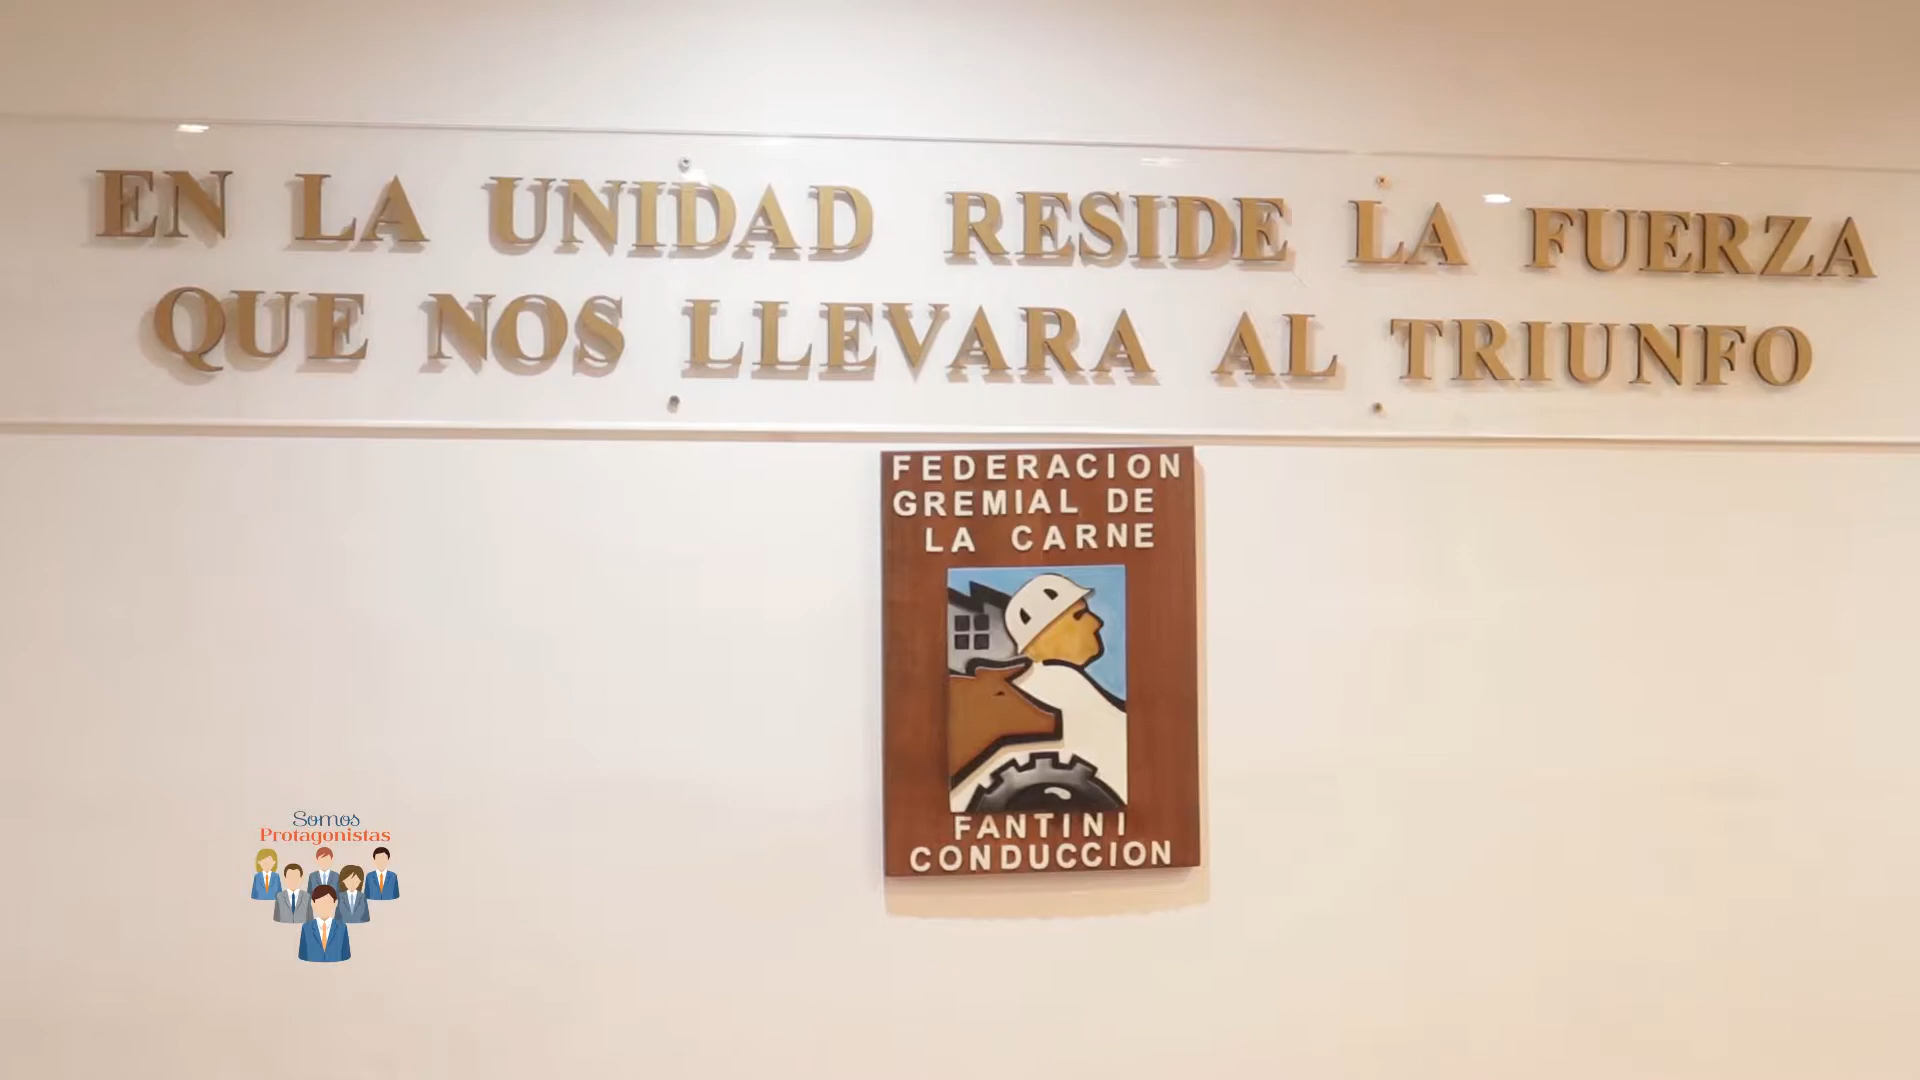 EN LA UNIDAD RESIDE LA FUERZA
QUE NOS LLEVARA AL TRIUNFO
FEDERACION
GREMIAL DE
LA CARNE
FANTINI
CONDUCCION
Somos
Protagonistas